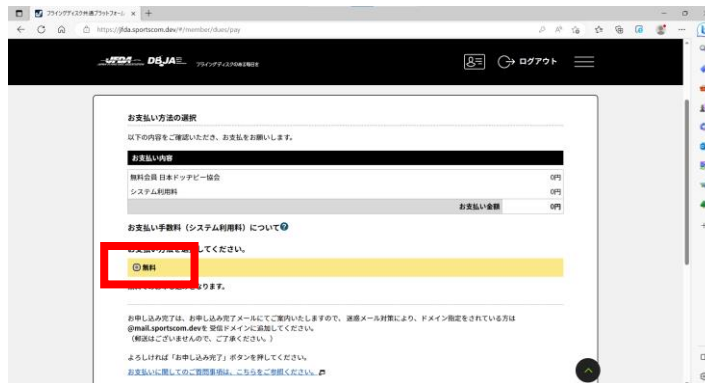 フライングディスク共通プラットフォーム
https://jfda.sportscom.dev/#/member/dues/pay
JFDA DBJA
ログアウト
お支払い方法の選択
以下の内容をご確認いただき、お支払をお願いします。
お支払い内容
無料会員 日本ドッヂビー協会 0円
システム利用料 0円
お支払い金額 0円
お支払い手数料(システム利用料)について
してください。
無料
なります。
お申し込み完了は、お申し込み完了メールにてご案内いたしますので、 迷惑メール対策により、ドメイン指定をされている方は
@mail.sportscom.devを 受信ドメインに追加してください。
(郵送はございませんので、ご了承ください。)
よろしければ「お申し込み完了」ボタンを押してください。
お支払いに関してのご質問事項は、こちらをご参照ください。